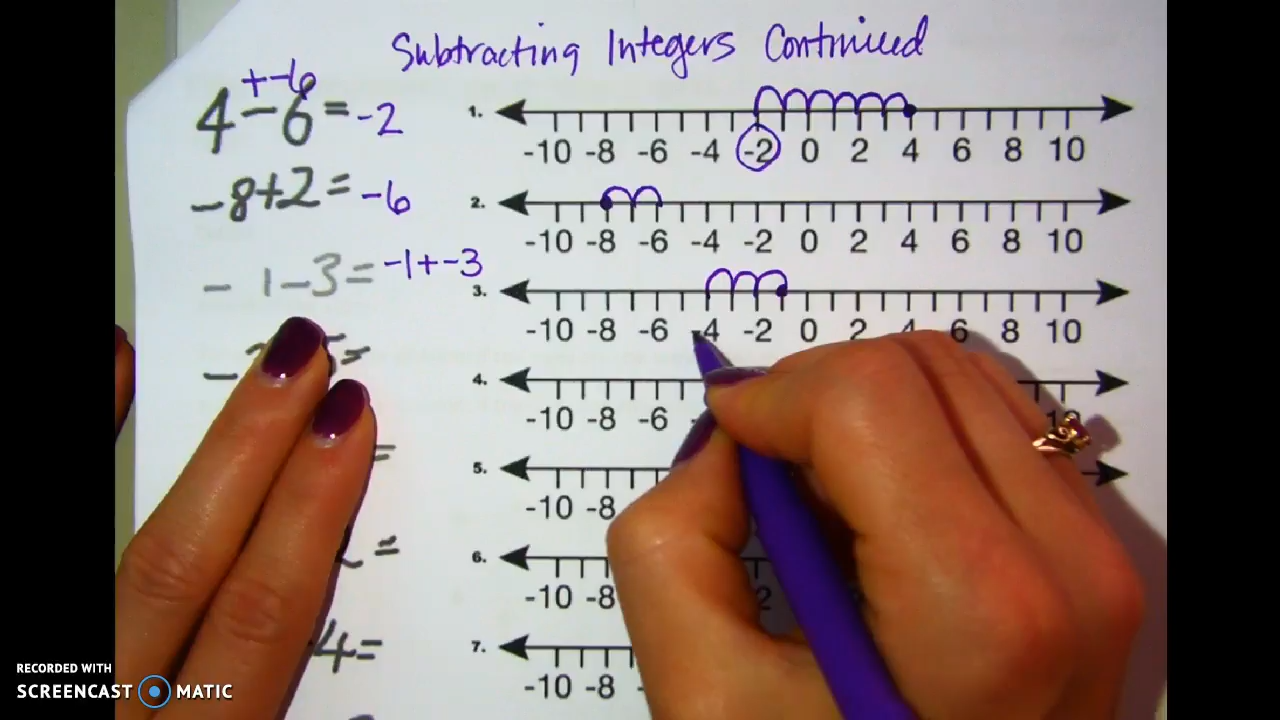 Subtracting Integers Continued
+-6
4-6=-2
1.
-10 -8 -6 -4 -2 0 2 4 6 8 10
-8+2=-6
2.
-10 -8 -6 -4 -2 0 2 4 6 8 10
-1-3=-1+-3
3.
-10 -8 -6 -4 -2 0 2 4 6 8 10
=
4.
-10 -8 -6
=
5.
-10 -8
=
6.
-10 -8 2
4=
7.
-10 -8
RECORDED WITH
SCREENCAST MATIC